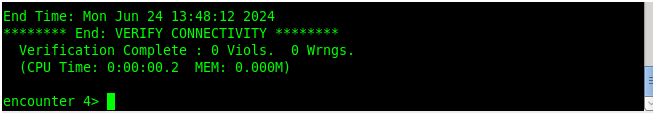 End Time: Mon Jun 24 13:48:12 2024
******** End: VERIFY CONNECTIVITY ********
  Verification Complete : 0 Viols.  0 Wrngs.
  (CPU Time: 0:00:00.2  MEM: 0.000M)
encounter 4>